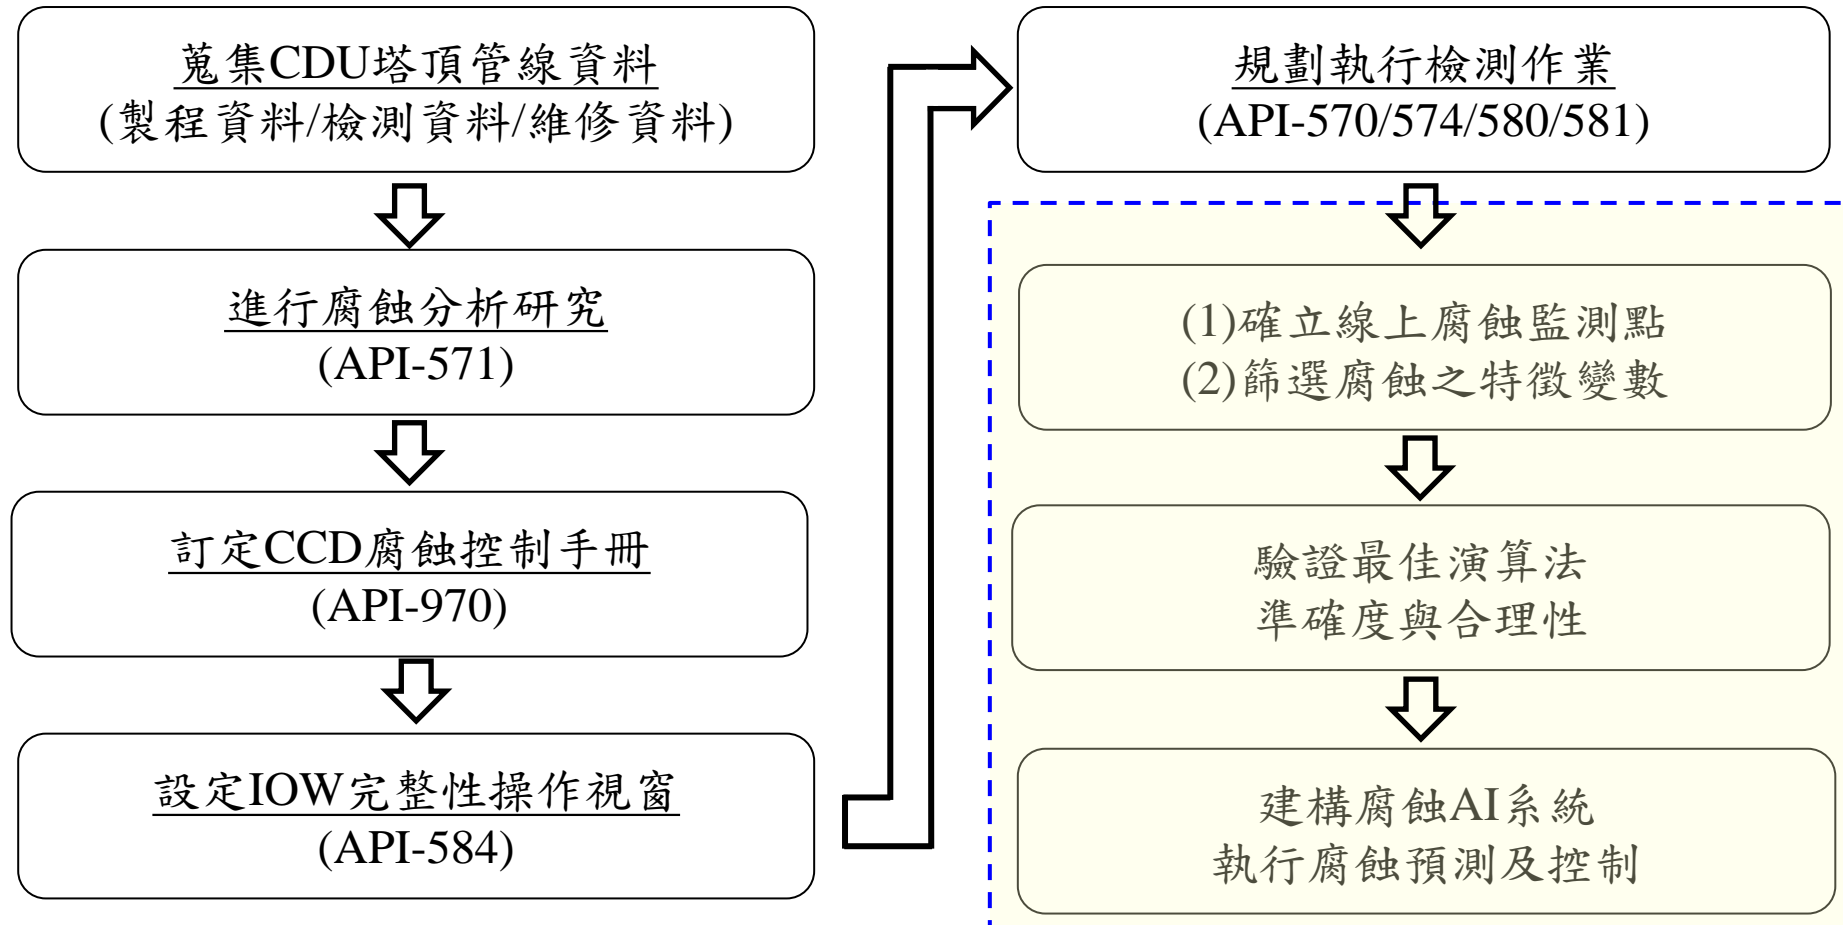 蒐集CDU塔頂管線資料
(製程資料/檢測資料/維修資料)
進行腐蝕分析研究
(API-571)
訂定CCD腐蝕控制手冊
(API-970)
設定IOW完整性操作視窗
(API-584)
規劃執行檢測作業
(API-570/574/580/581)
(1)確立線上腐蝕監測點
(2)篩選腐蝕之特徵變數
驗證最佳演算法
準確度與合理性
建構腐蝕AI系統
執行腐蝕預測及控制